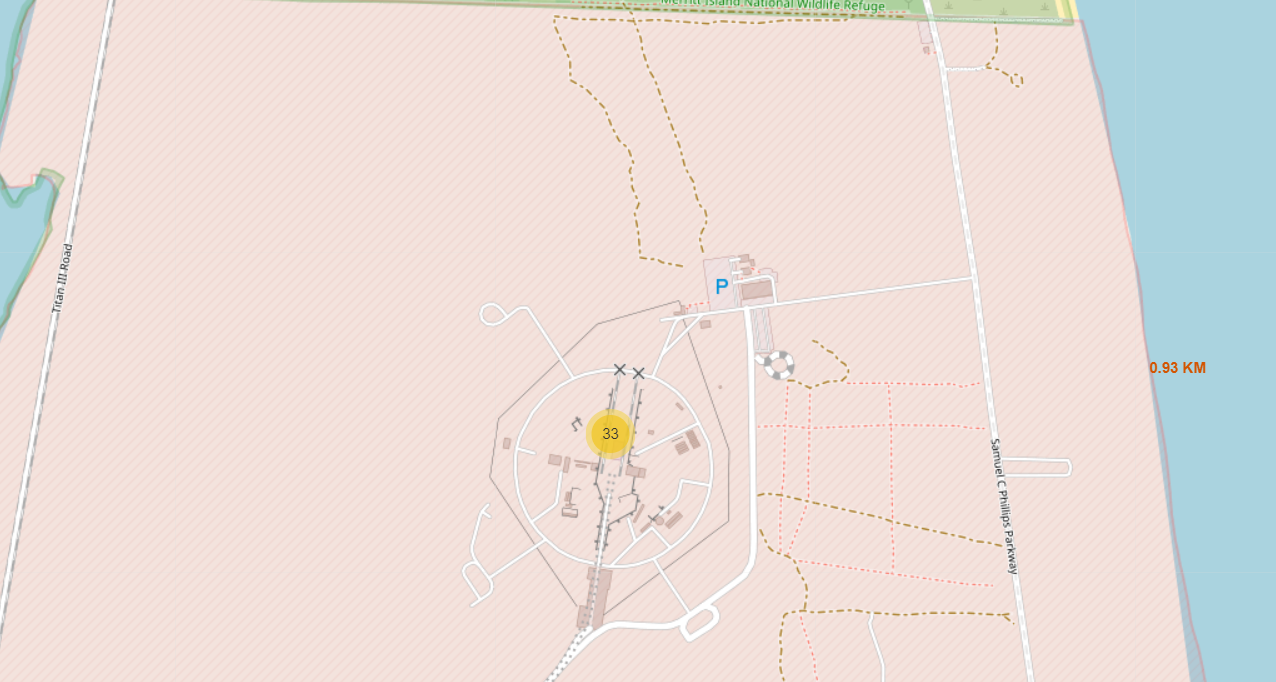 Merritt Island National Wildlife Refuge
Titan III Road
P
0.93 KM
33
Samuel C Phillips Parkway